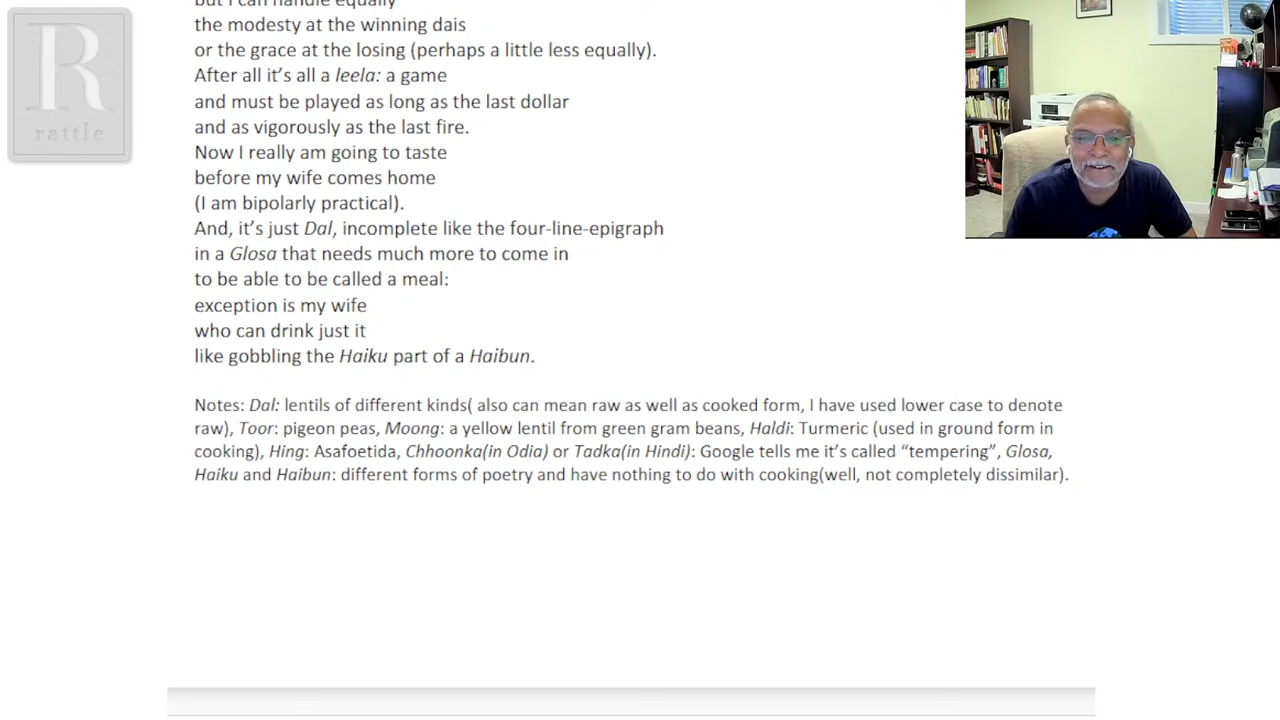 but I can handle equally
the modesty at the winning dais
or the grace at the losing (perhaps a little less equally).
After all it’s all a leela: a game
and must be played as long as the last dollar
and as vigorously as the last fire.
Now I really am going to taste
before my wife comes home
(I am bipolarly practical).
And, it’s just Dal, incomplete like the four-line-epigraph
in a Glosa that needs much more to come in
to be able to be called a meal:
exception is my wife
who can drink just it
like gobbling the Haiku part of a Haibun.
Notes: Dal: lentils of different kinds( also can mean raw as well as cooked form, I have used lower case to denote
raw), Toor: pigeon peas, Moong: a yellow lentil from green gram beans, Haldi: Turmeric (used in ground form in
cooking), Hing: Asafoetida, Chhoonka(in Odia) or Tadka(in Hindi): Google tells me it’s called “tempering”, Glosa,
Haiku and Haibun: different forms of poetry and have nothing to do with cooking(well, not completely dissimilar).
R
rattle